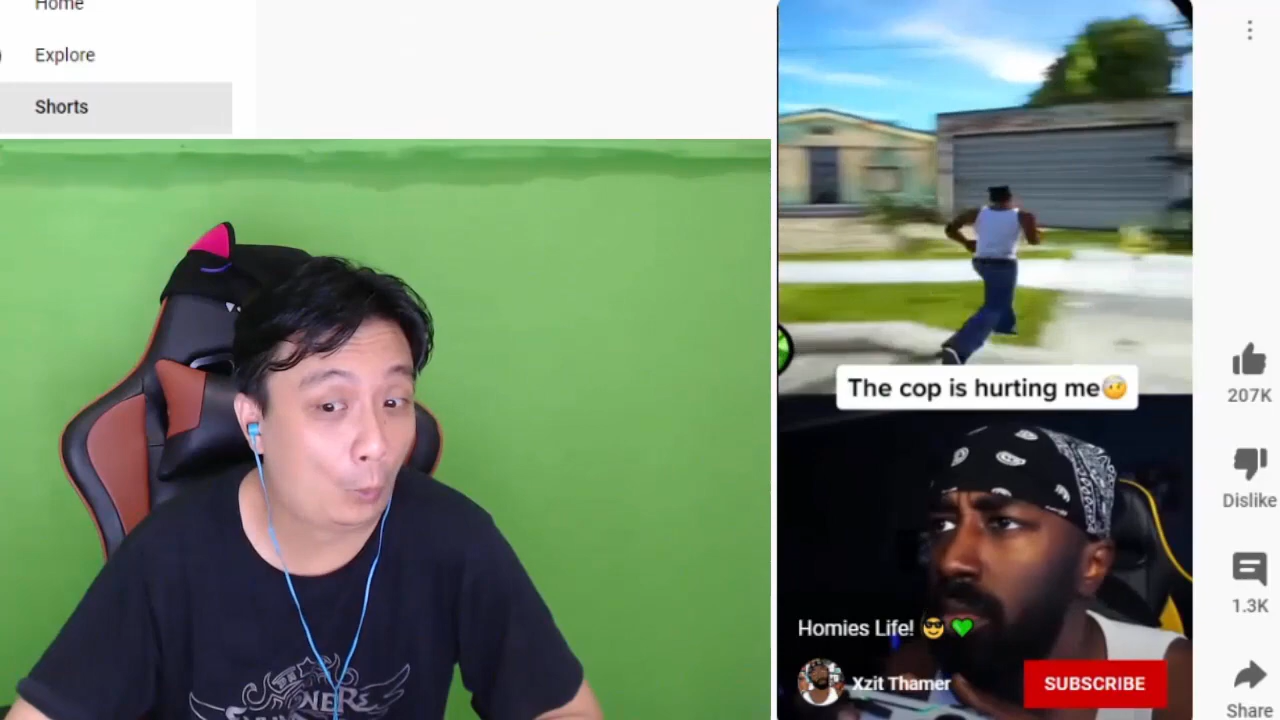 Home
Explore
Shorts
The cop is hurting me🤕
207K
Dislike
1.3K
Homies Life! 😎💚
Xzit Thamer
SUBSCRIBE
Share